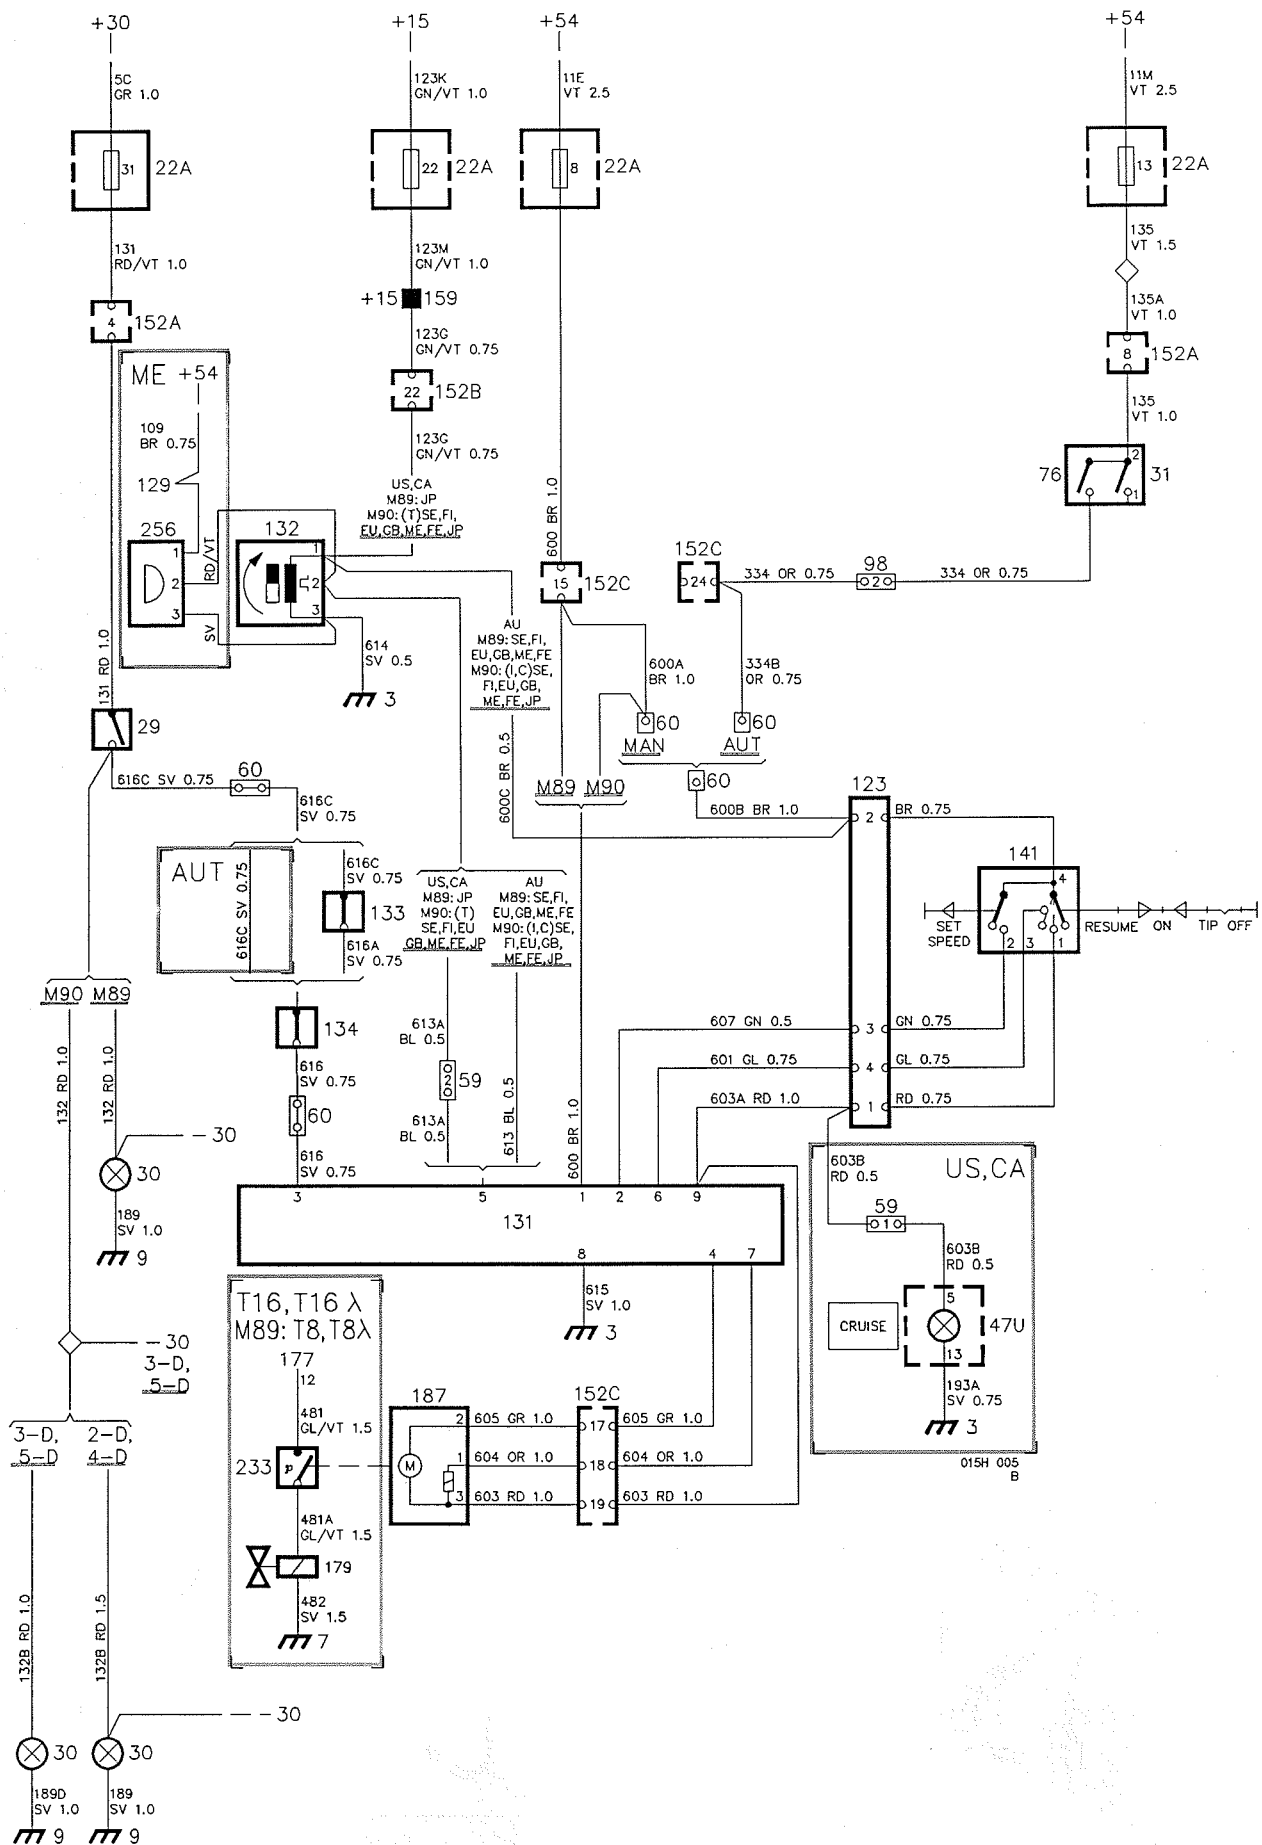 +30
+15
+54
+54
5C
GR 1.0
123K
GN/VT 1.0
11E
VT 2.5
11M
VT 2.5
31
22A
22
22A
8
22A
13
22A
131
RD/VT 1.0
123M
GN/VT 1.0
135
VT 1.5
+15
159
135A
VT 1.0
4
152A
123G
GN/VT 0.75
8
152A
ME +54
22
152B
135
VT 1.0
109
BR 0.75
123G
GN/VT 0.75
129
US,CA
M89: JP
M90: (T)SE,FI,
EU,GB,ME,FE,JP
76
2
1
31
256
132
600 BR 1.0
1
2
3
RD/VT
SV
1
2
3
15
152C
152C
24
334 OR 0.75
98
2
334 OR 0.75
131 RD 1.0
614
SV 0.5
3
AU
M89: SE,FI,
EU,GB,ME,FE
M90: (I,C)SE,
FI,EU,GB,
ME,FE,JP
600A
BR 1.0
334B
OR 0.75
29
60
60
MAN
AUT
616C SV 0.75
60
600C BR 0.5
M89
M90
60
123
616C
SV 0.75
600B BR 1.0
2
BR 0.75
AUT
616C SV 0.75
616C
SV 0.75
133
616A
SV 0.75
US,CA
M89: JP
M90: (T)
SE,FI,EU
GB,ME,FE,JP
AU
M89: SE,FI,
EU,GB,ME,FE
M90: (I,C)SE,
FI,EU,GB,
ME,FE,JP
141
4
2
3
1
SET
SPEED
RESUME
ON
TIP OFF
M90
M89
134
613A
BL 0.5
607 GN 0.5
3
GN 0.75
132 RD 1.0
132 RD 1.0
616
SV 0.75
2
59
601 GL 0.75
4
GL 0.75
60
613A
BL 0.5
613 BL 0.5
600 BR 1.0
603A RD 1.0
1
RD 0.75
30
616
SV 0.75
30
603B
RD 0.5
US,CA
3
5
1
2
6
9
131
8
4
7
189
SV 1.0
9
59
1
603B
RD 0.5
T16,T16 λ
M89: T8,T8λ
615
SV 1.0
3
CRUISE
5
13
47U
30
3-D,
5-D
177
12
193A
SV 0.75
3
187
152C
481
GL/VT 1.5
2
605 GR 1.0
17
605 GR 1.0
3-D,
5-D
2-D,
4-D
233
p
M
1
604 OR 1.0
18
604 OR 1.0
015H 005
B
3
603 RD 1.0
19
603 RD 1.0
481A
GL/VT 1.5
179
482
SV 1.5
7
132B RD 1.0
132B RD 1.5
30
30
30
189D
SV 1.0
189
SV 1.0
9
9